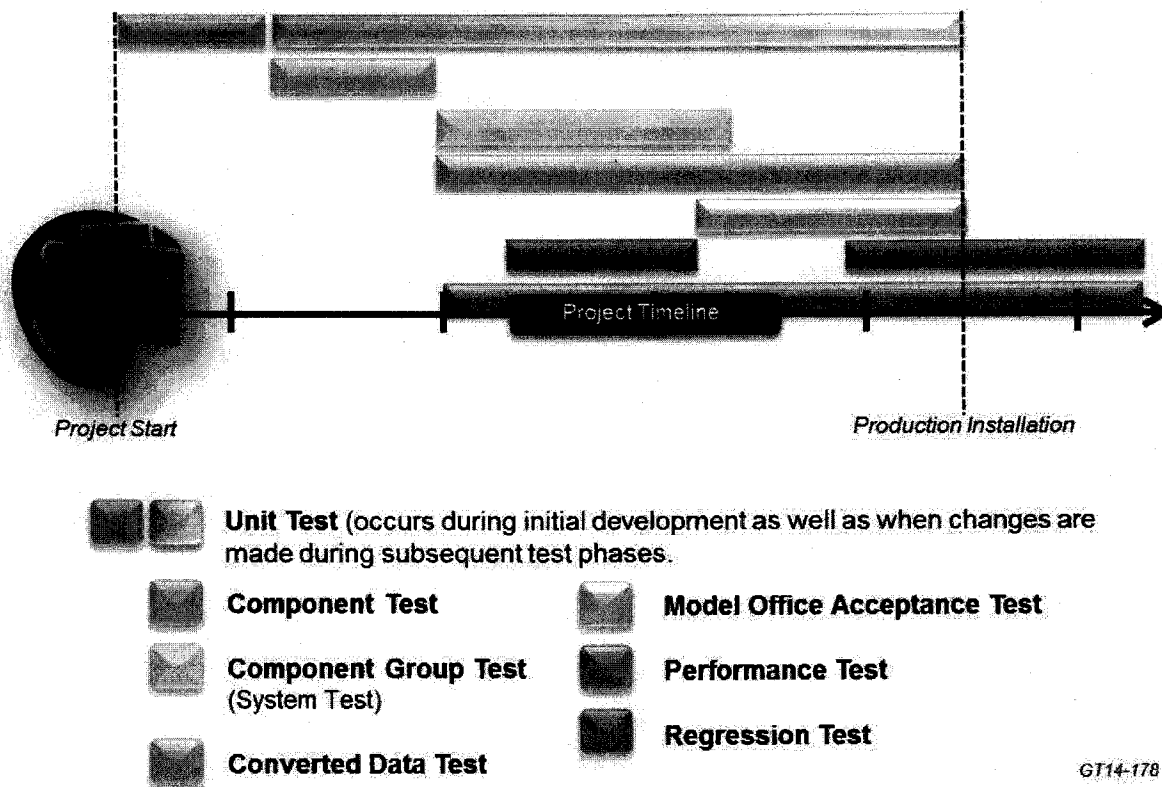 Project Timeline
Project Start
Production Installation
Unit Test (occurs during initial development as well as when changes are
made during subsequent test phases.
Component Test
Model Office Acceptance Test
Component Group Test
(System Test)
Performance Test
Regression Test
Converted Data Test
GT14-178